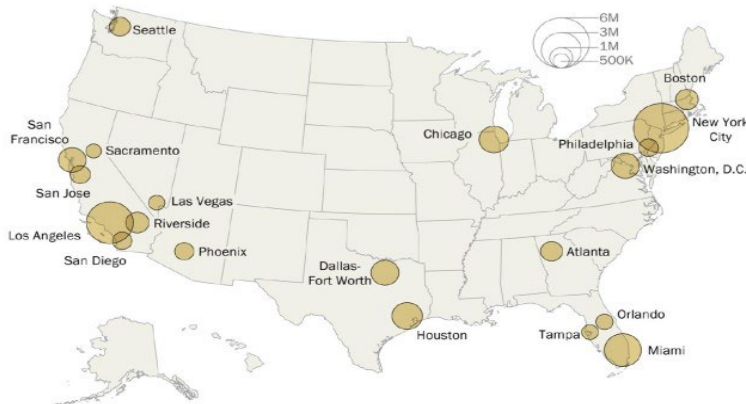 6M
3M
1M
500K
Seattle
Boston
San
Francisco
Sacramento
Chicago
New York
City
Philadelphia
Washington, D.C.
San Jose
Las Vegas
Los Angeles
Riverside
San Diego
Phoenix
Dallas-
Fort Worth
Atlanta
Houston
Orlando
Tampa
Miami